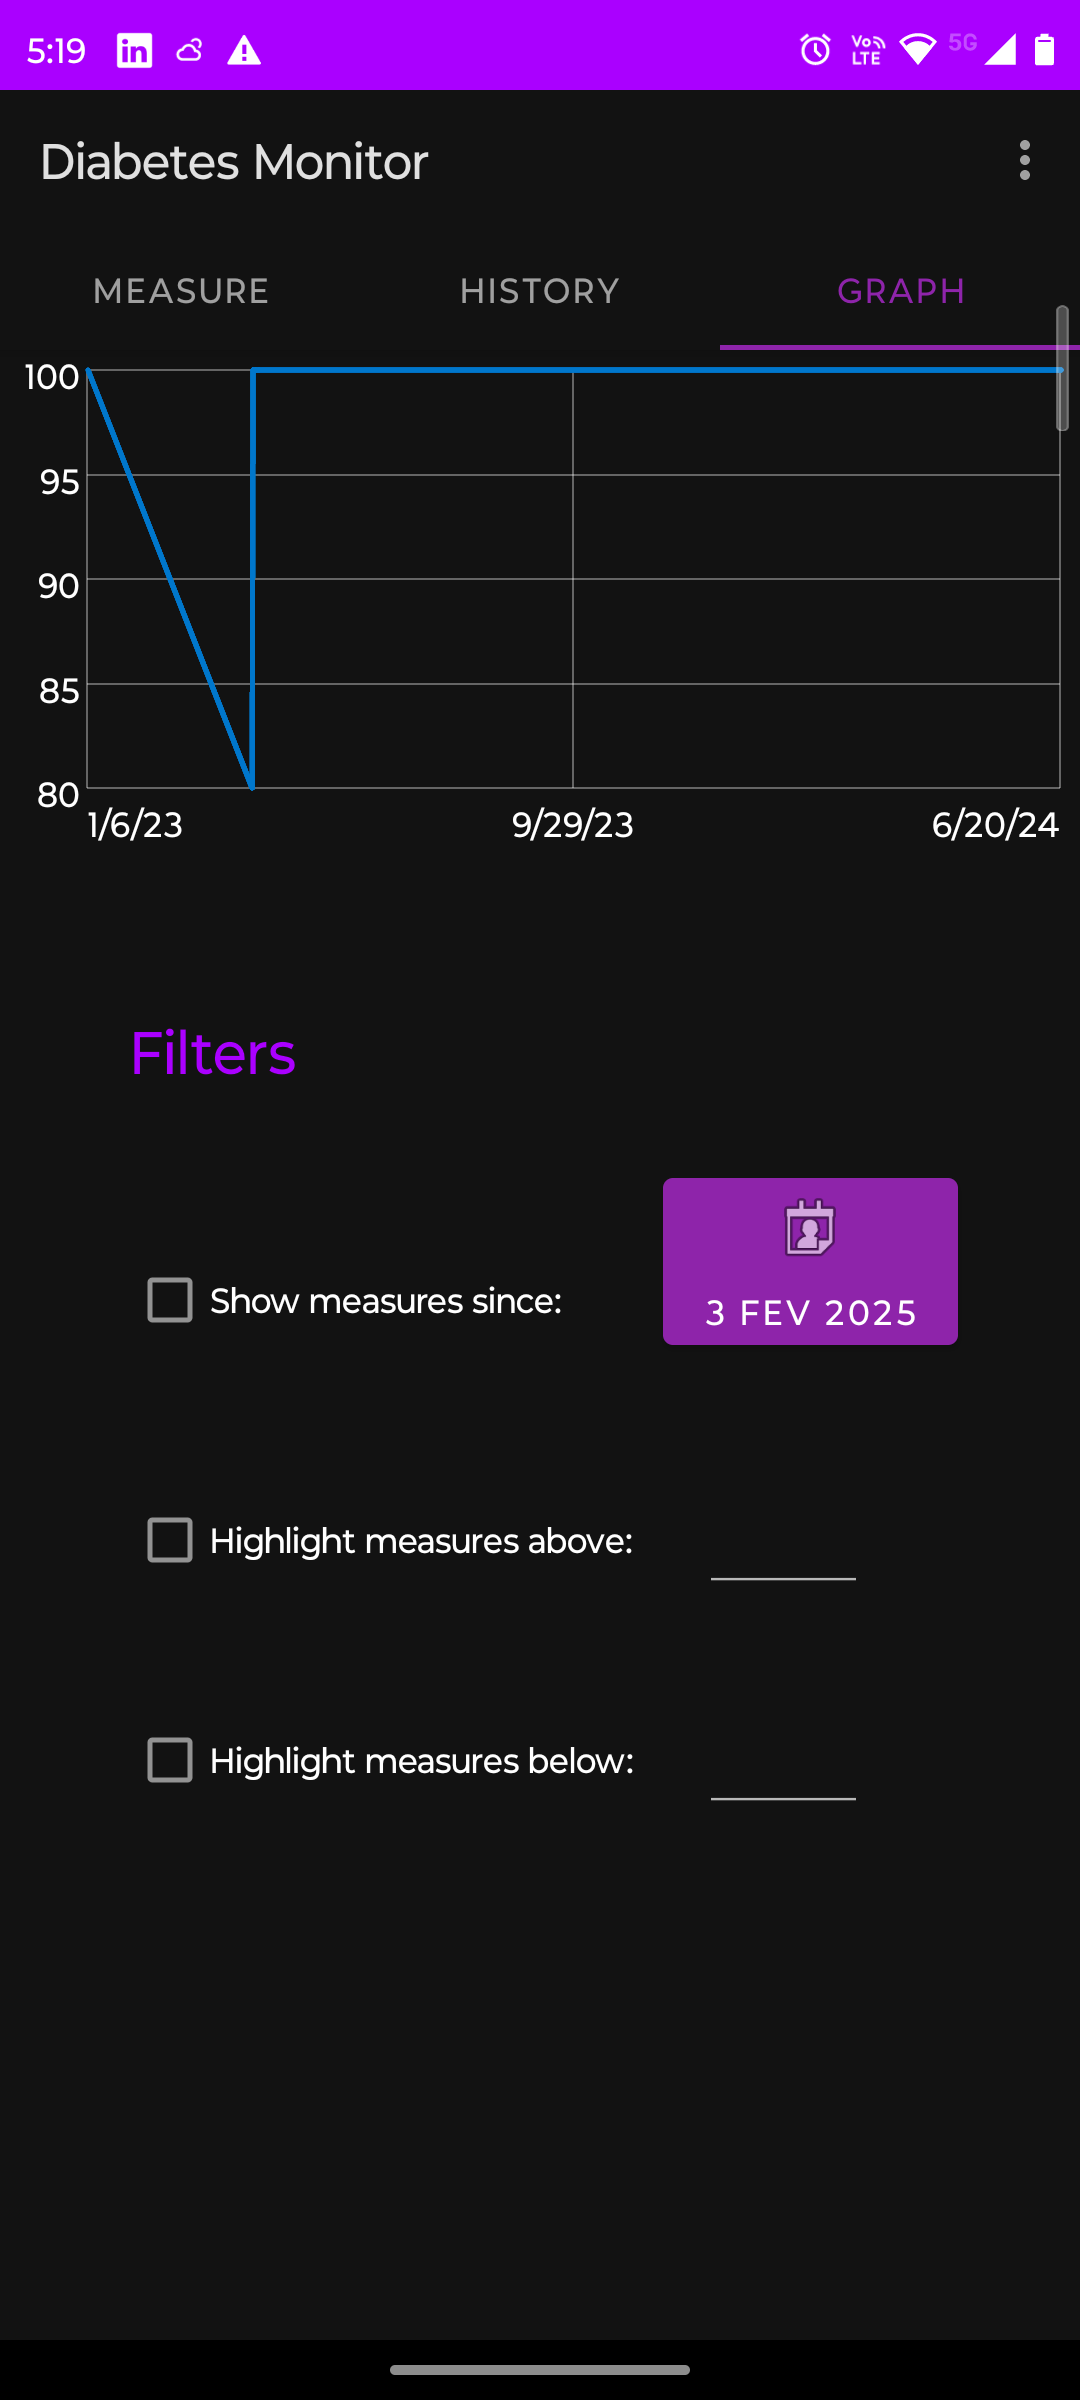 5:19
in
Vo
LTE
5G
Diabetes Monitor
MEASURE HISTORY GRAPH
100
95
90
85
80
1/6/23 9/29/23 6/20/24
Filters
Show measures since:
3 FEV 2025
Highlight measures above:
Highlight measures below: